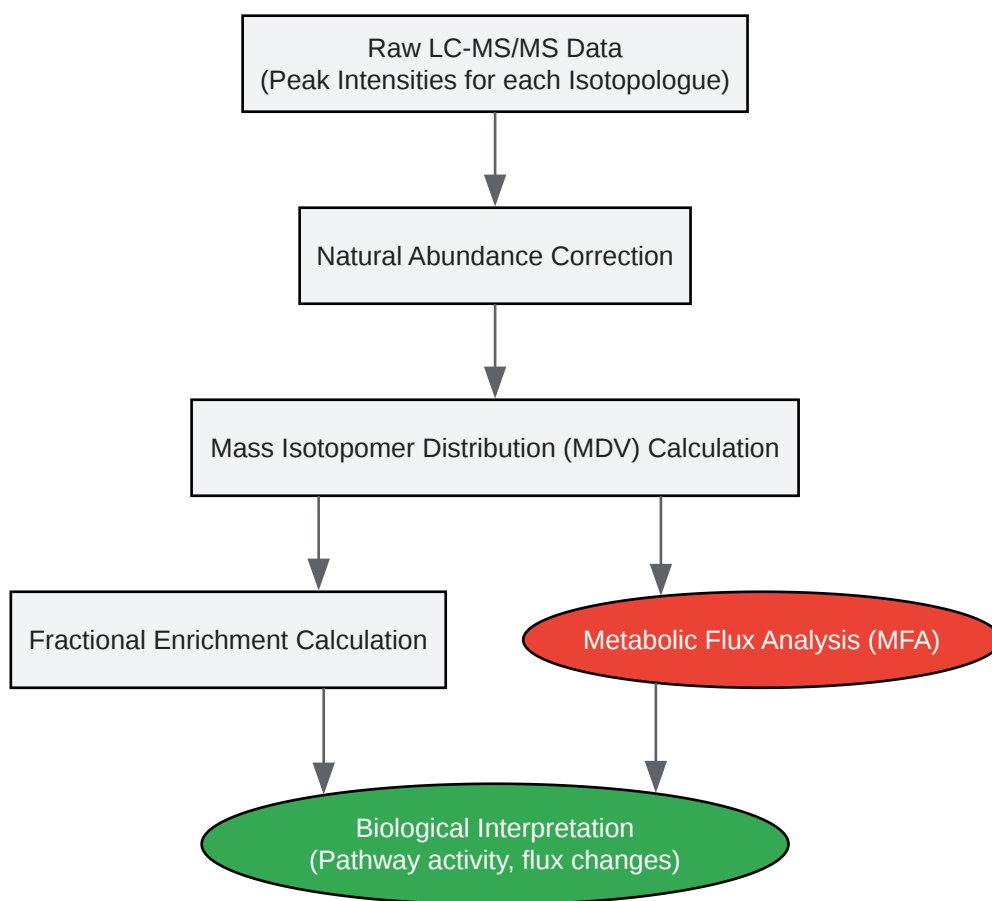 Raw LC-MS/MS Data
(Peak Intensities for each Isotopologue)
Natural Abundance Correction
Mass Isotopomer Distribution (MDV) Calculation
Fractional Enrichment Calculation
Metabolic Flux Analysis (MFA)
Biological Interpretation
(Pathway activity, flux changes)